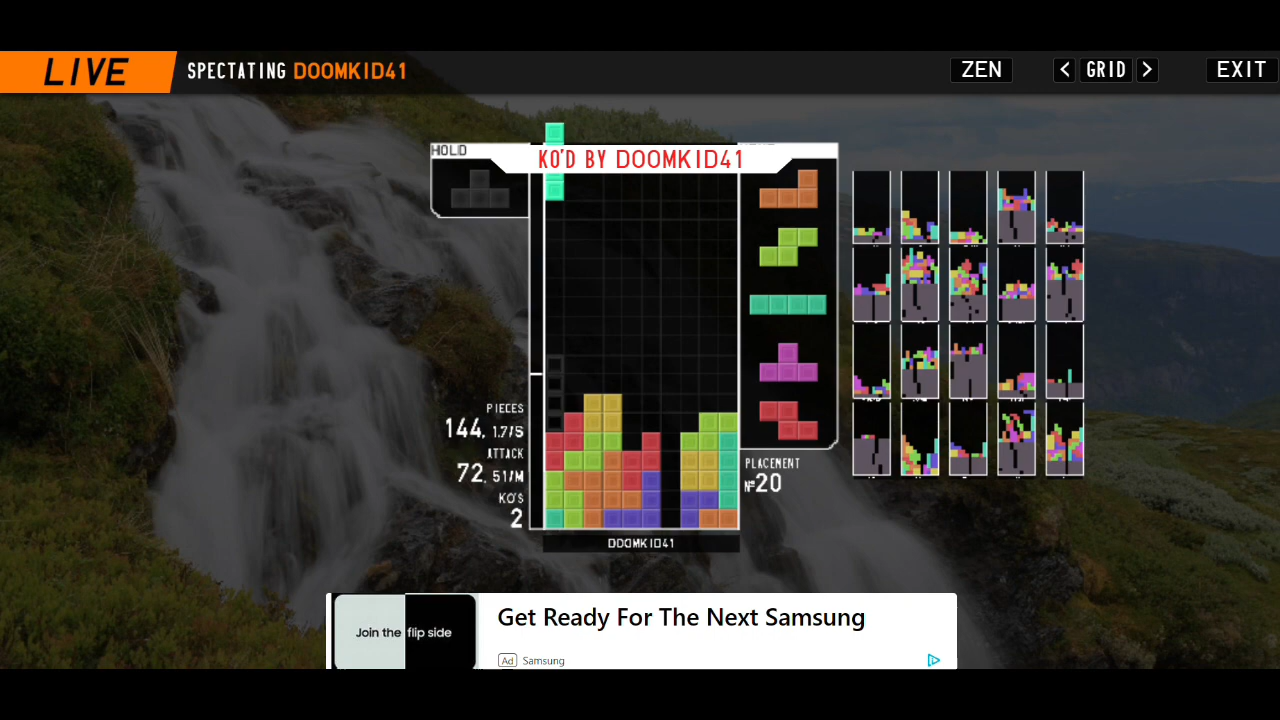 LIVE
SPECTATING DOOMKID41
ZEN
< GRID >
EXIT
HOLD
KO'D BY DOOMKID41
PIECES
144, 1.7/S
ATTACK
72, 51/M
KO'S
2
PLACEMENT
Nº20
DOOMKID41
Join the flip side
Get Ready For The Next Samsung
Ad Samsung